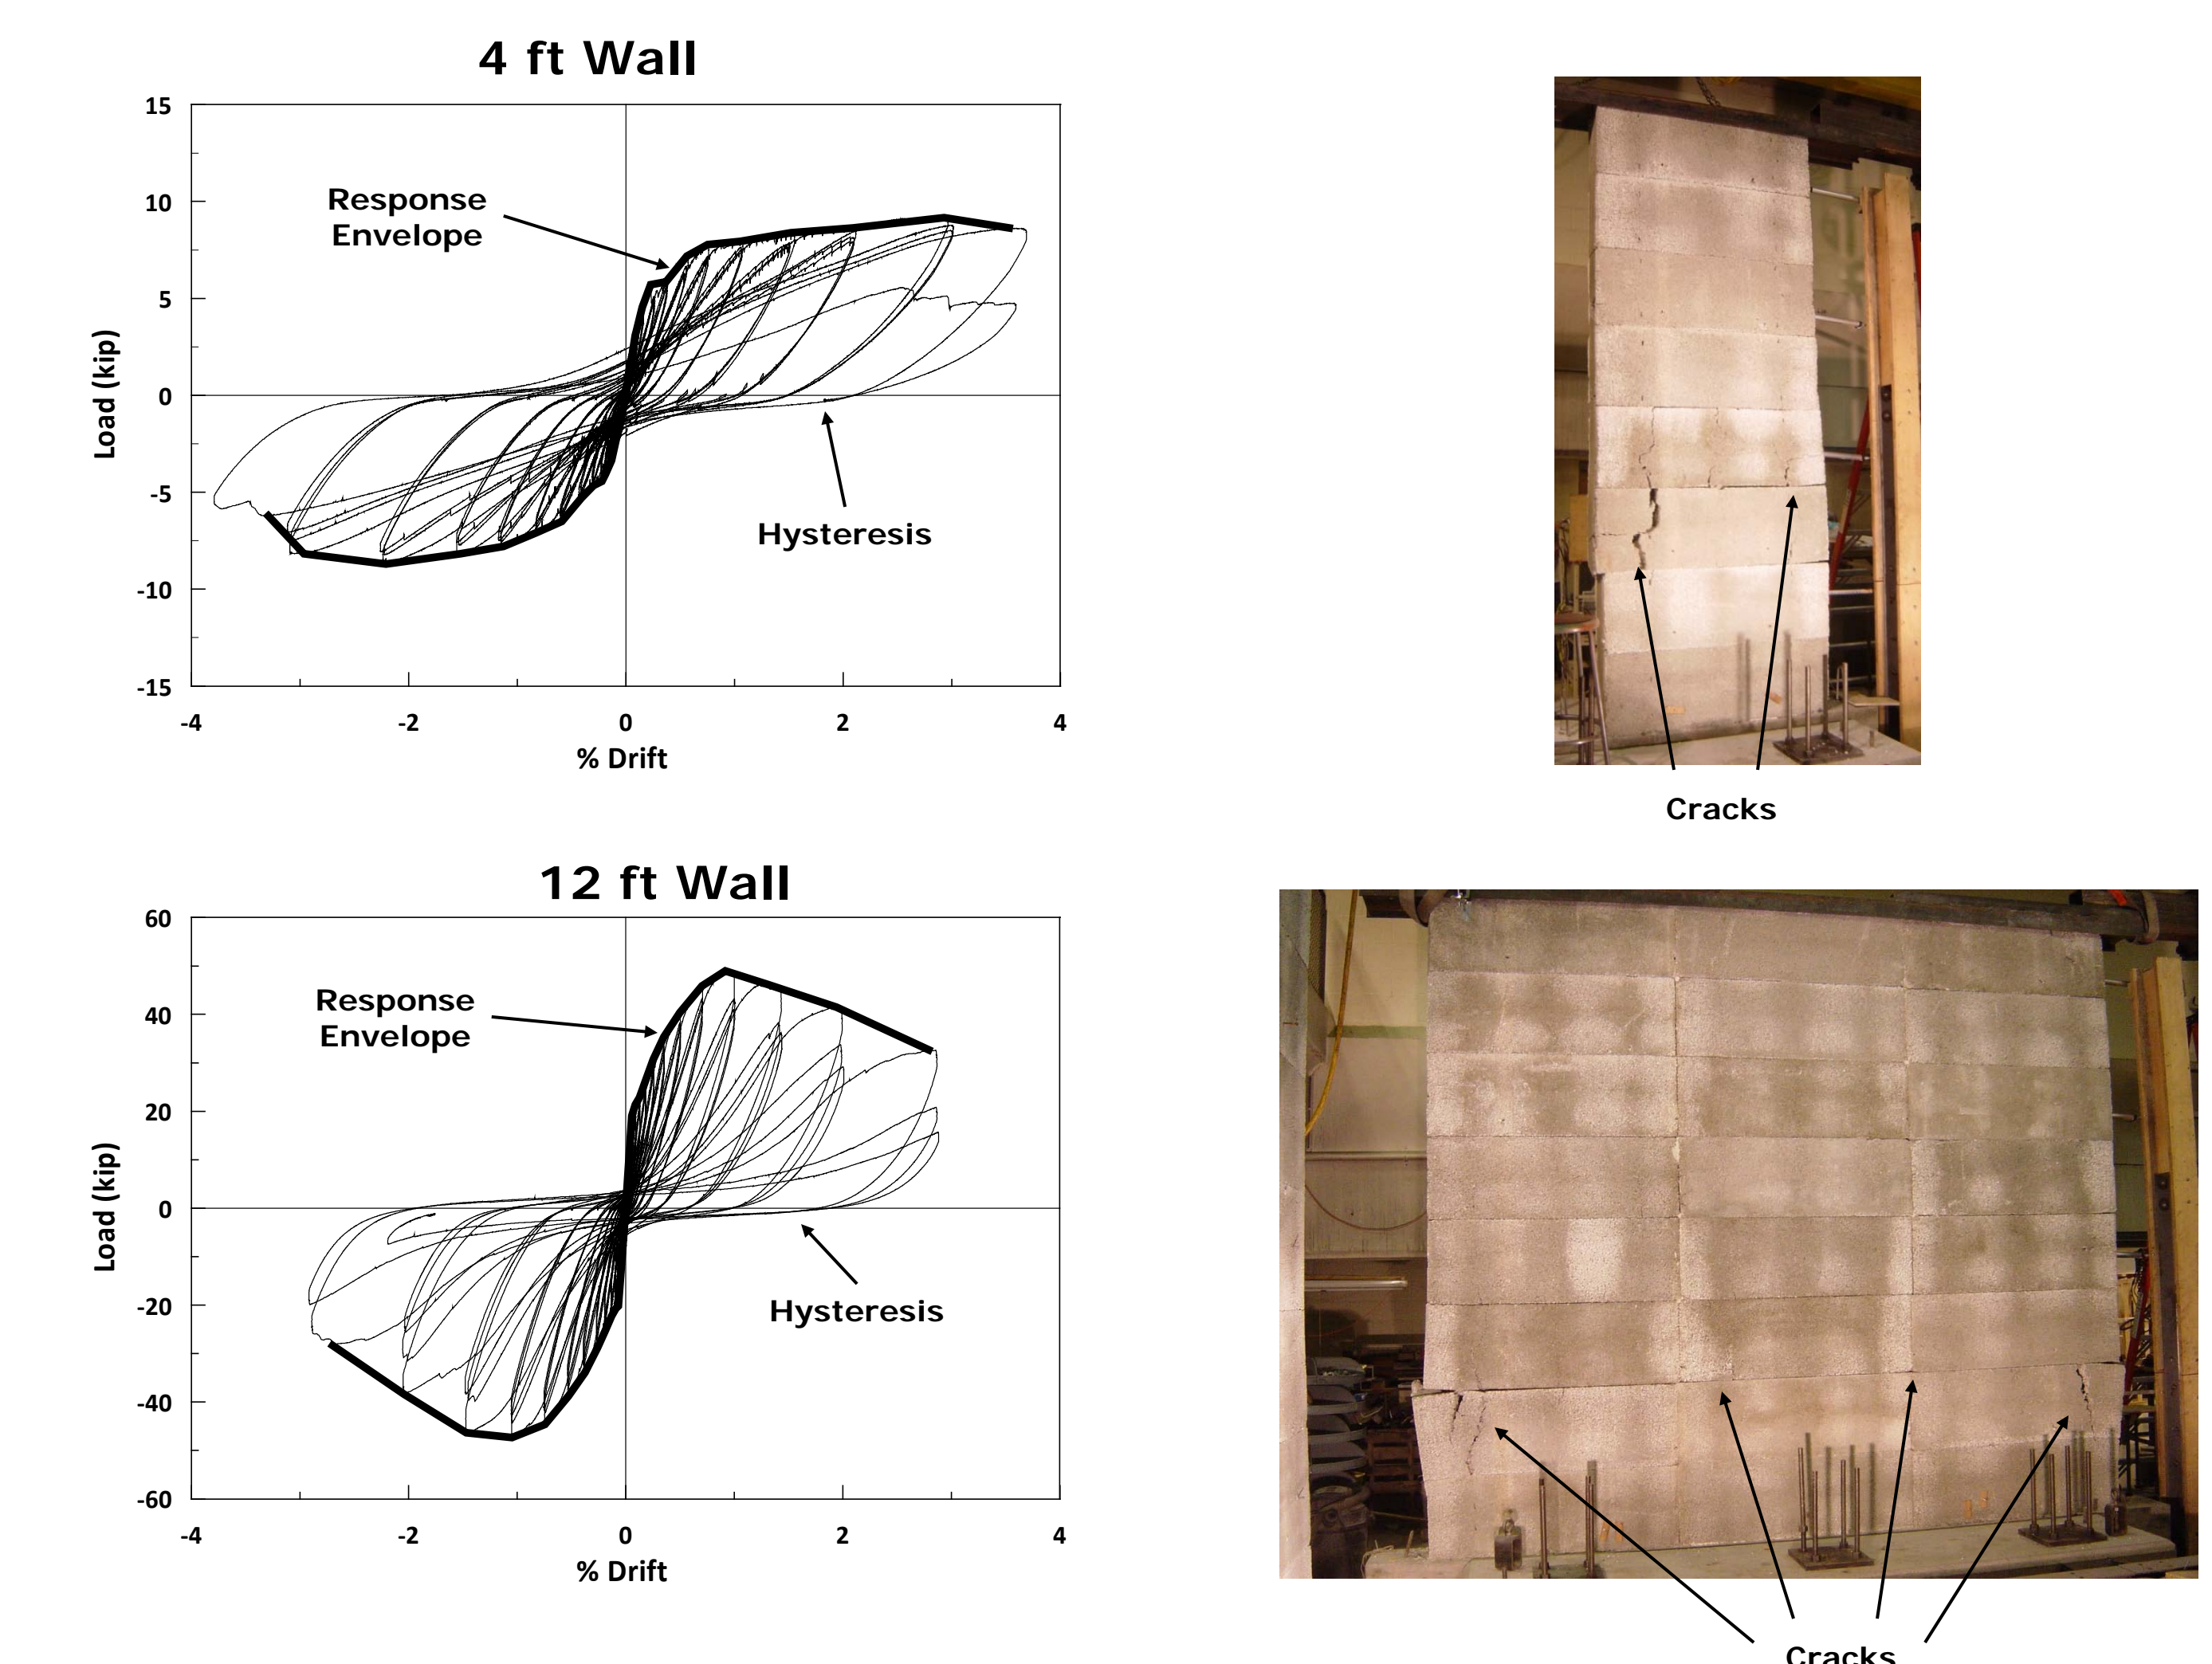 4 ft Wall
15
10
5
0
-5
-10
-15
Load (kip)
Response
Envelope
Hysteresis
-4
-2
0
2
4
% Drift
Cracks
12 ft Wall
60
40
20
0
-20
-40
-60
Load (kip)
Response
Envelope
Hysteresis
-4
-2
0
2
4
% Drift
Cracks